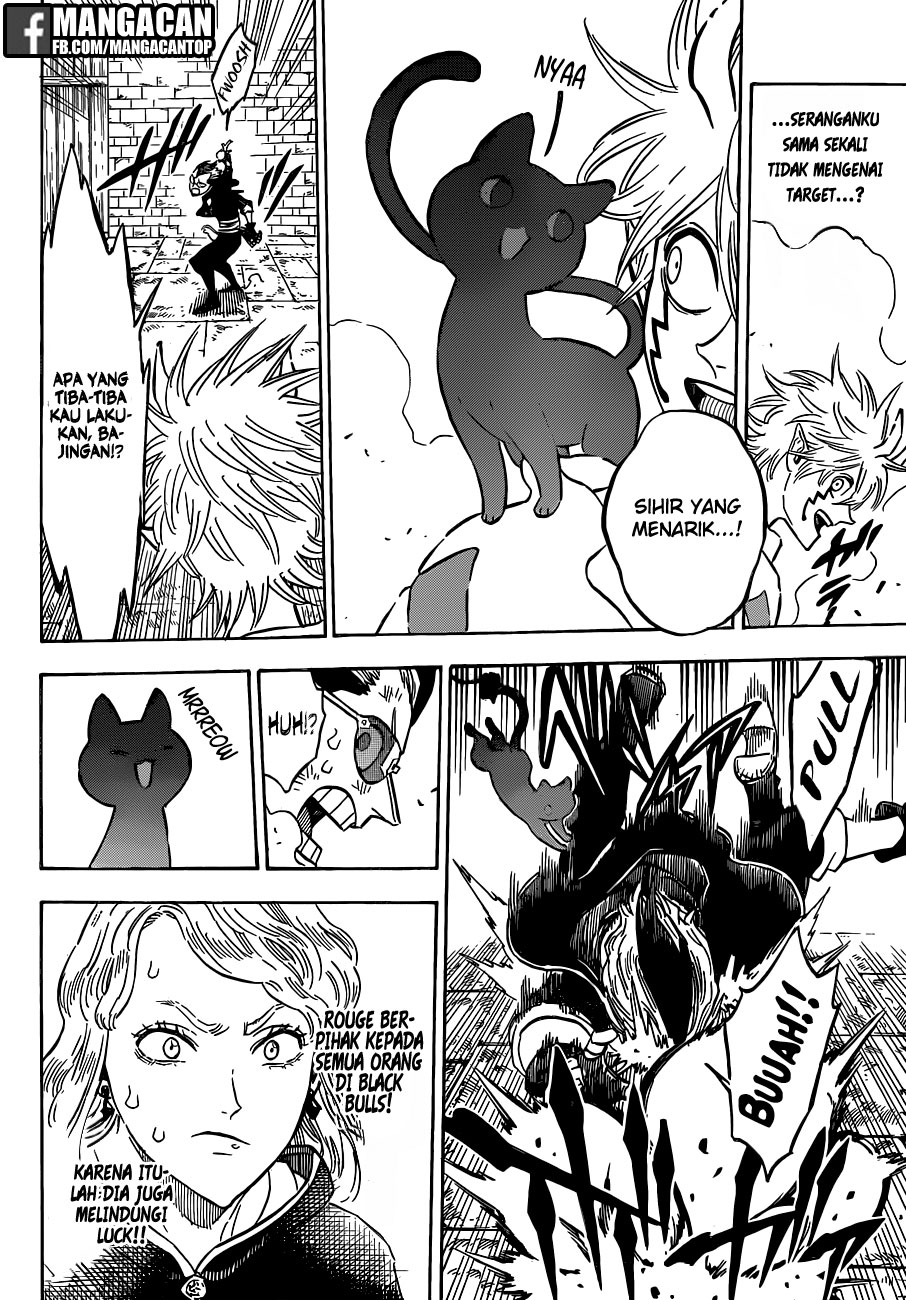 MANGACAN
FB.COM/MANGACANTOP
...SERANGANKU
SAMA SEKALI
TIDAK MENGENAI
TARGET...?
NYAA
SIHIR YANG
MENARIK...!
FWOOSH
APA YANG
TIBA-TIBA
KAU LAKU-
KAN, BA-
JINGAN!?
PULL
BUUAH!!
HUH!?
MRRREOW
ROUGE BER-
PIHAK KEPADA
SEMUA ORANG
DI BLACK
BULLS!
KARENA ITU-
LAH DIA JUGA
MELINDUNGI
LUCK!!